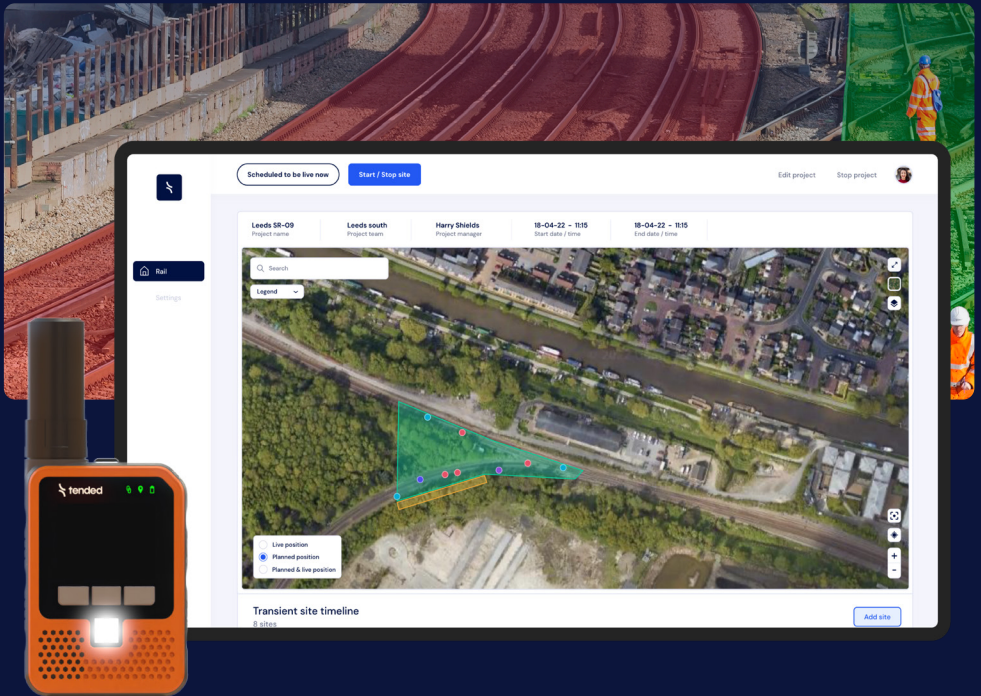 Scheduled to be live now
Start / Stop site
Edit project
Stop project
Leeds SR-09
Project name
Leeds south
Project team
Harry Shields
Project manager
18-04-22 - 11:15
Start date / time
18-04-22 - 11:15
End date / time
Rail
Settings
Search
Legend
+
-
Live position
Planned position
Planned & live position
Transient site timeline
8 sites
Add site
tended